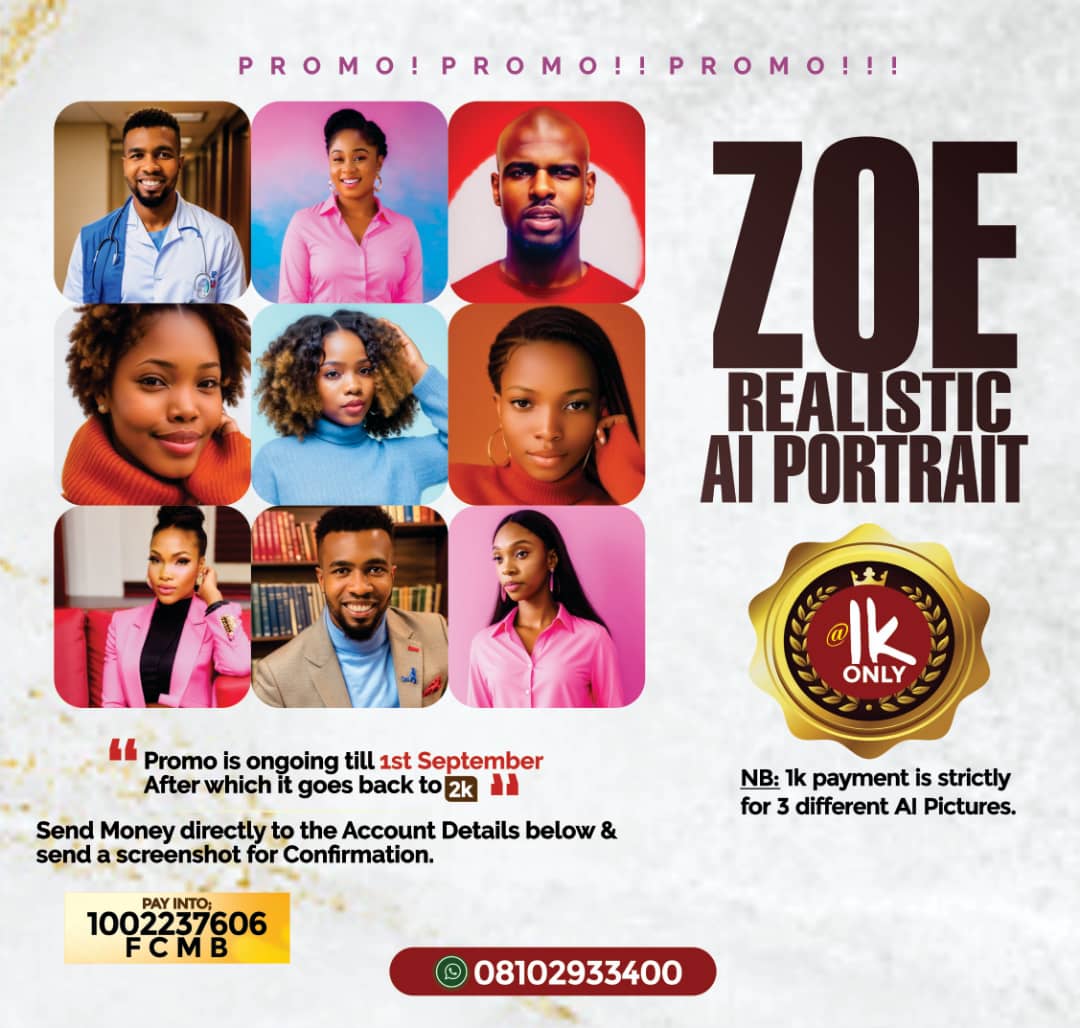 PROMO! PROMO!! PROMO!!!
ZOE
REALISTIC
AI PORTRAIT
@1k
ONLY
NB: 1k payment is strictly
for 3 different AI Pictures.
“ Promo is ongoing till 1st September
After which it goes back to 2k "
Send Money directly to the Account Details below &
send a screenshot for Confirmation.
PAY INTO;
1002237606
FCMB
08102933400